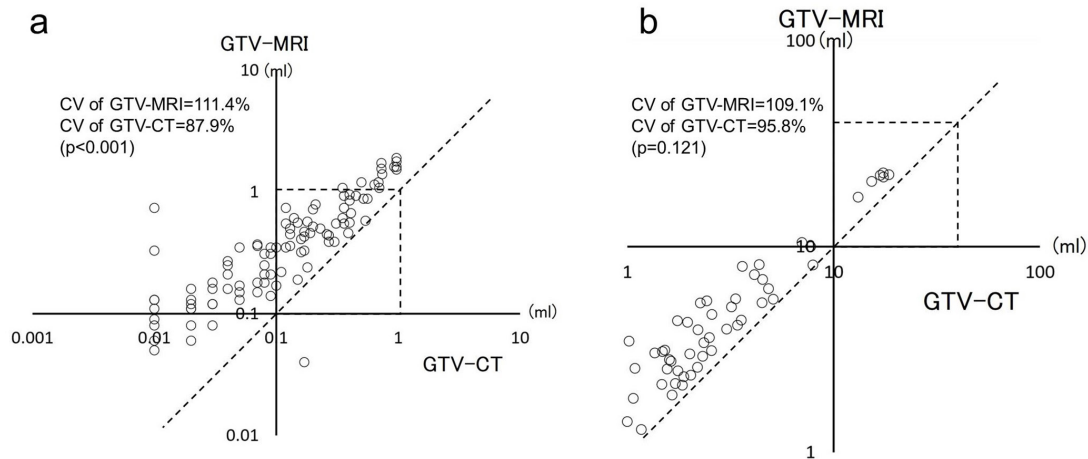 a
GTV-MRI
10 (ml)
CV of GTV-MRI=111.4%
CV of GTV-CT=87.9%
(p<0.001)
1
0.1
(ml)
0.001
0.01
0.1
1
10
GTV-CT
0.01
b
GTV-MRI
100 (ml)
CV of GTV-MRI=109.1%
CV of GTV-CT=95.8%
(p=0.121)
10
(ml)
1
10
100
GTV-CT
1